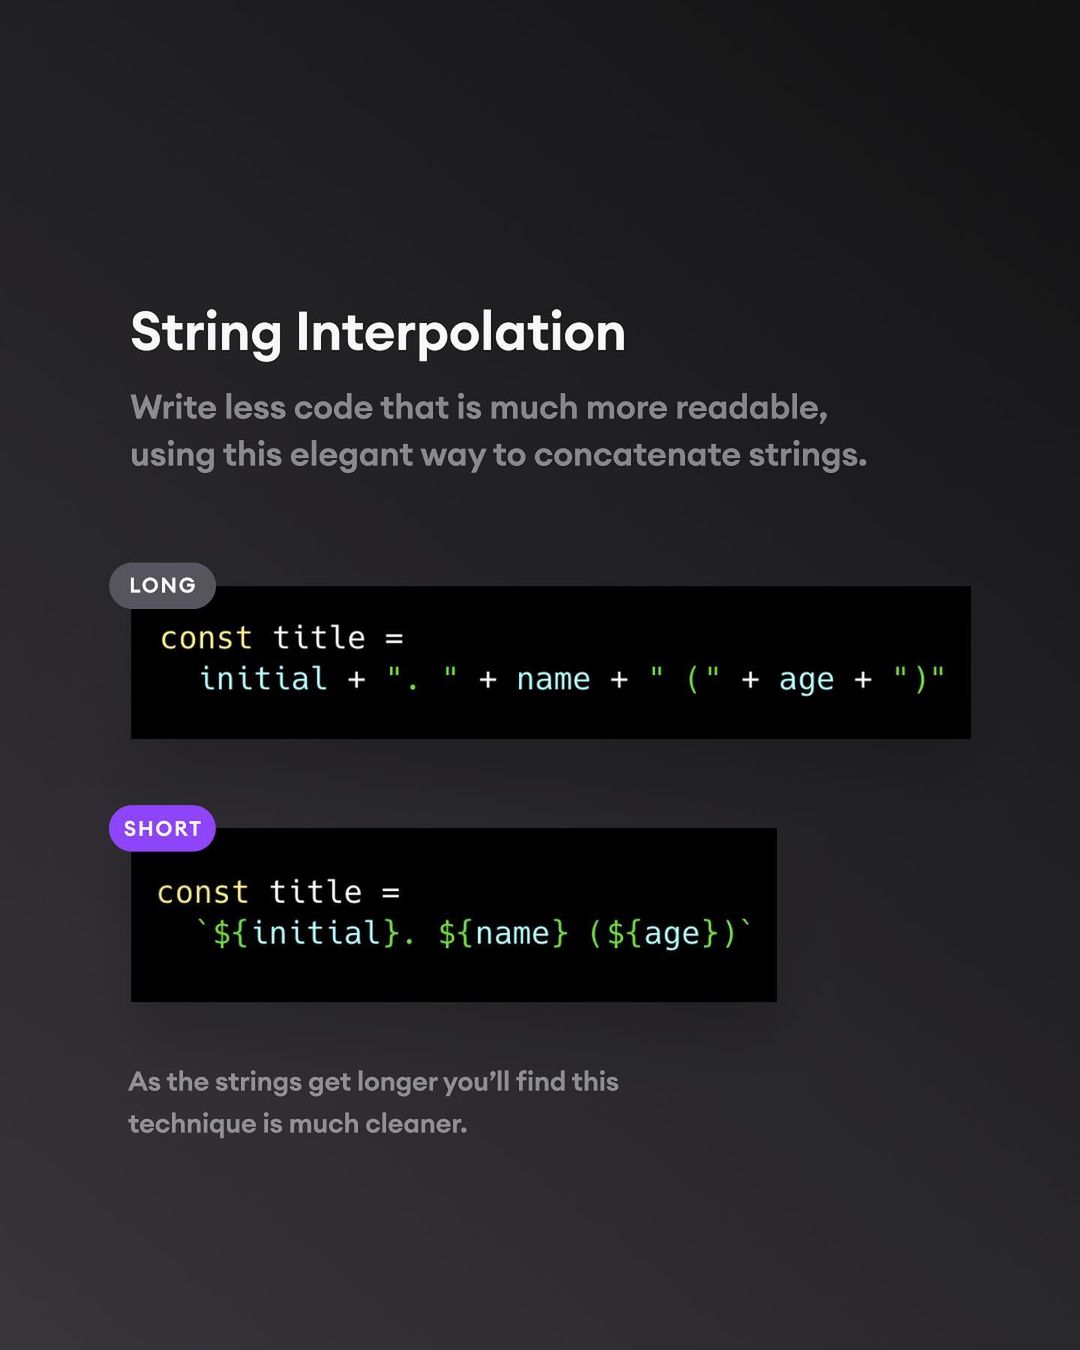 String Interpolation
Write less code that is much more readable,
using this elegant way to concatenate strings.
LONG
const title =
initial + ". " + name + " (" + age + ")"
SHORT
const title =
`${initial}. ${name} (${age})`
As the strings get longer you’ll find this
technique is much cleaner.